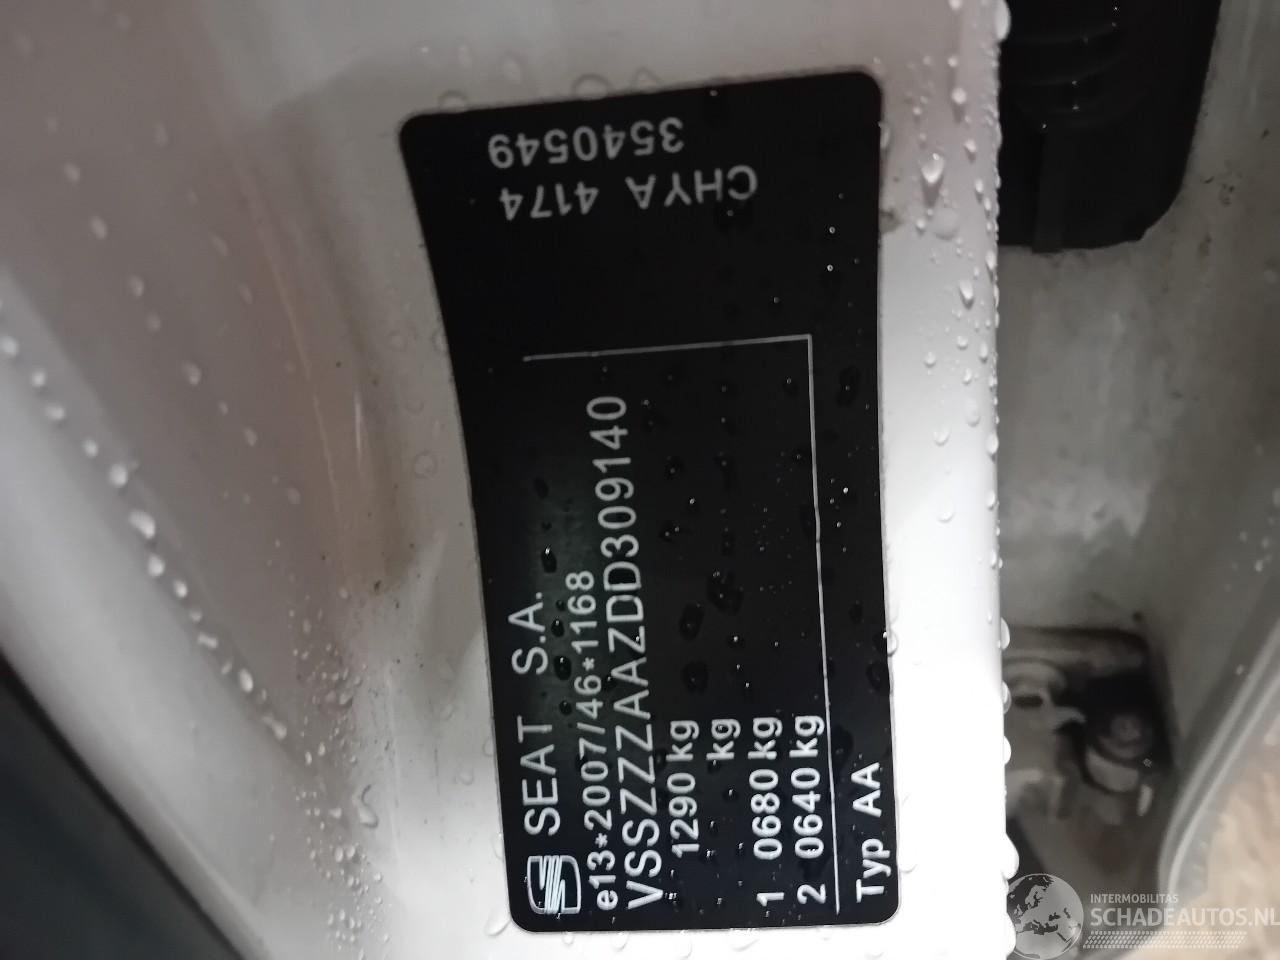 SEAT S.A.
e13*2007/46*1168
VSSZZZAAZDD309140
1290 kg
kg
1 0680 kg
2 0640 kg
Typ AA
CHYA 4174
3540549
INTERMOBILITAS
SCHADEAUTOS.NL